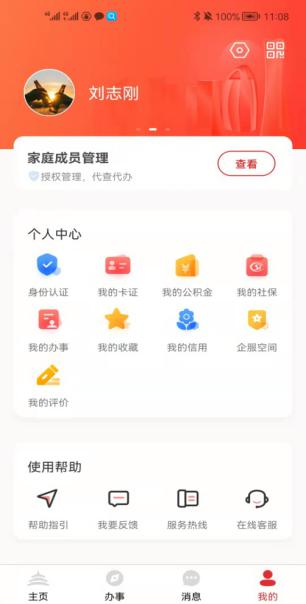 100% 11:08
刘志刚
家庭成员管理
授权管理，代查代办
查看
个人中心
身份认证 我的卡证 我的公积金 我的社保
我的办事 我的收藏 我的信用 企服空间
我的评价
使用帮助
帮助指引 我要反馈 服务热线 在线客服
主页 办事 消息 我的